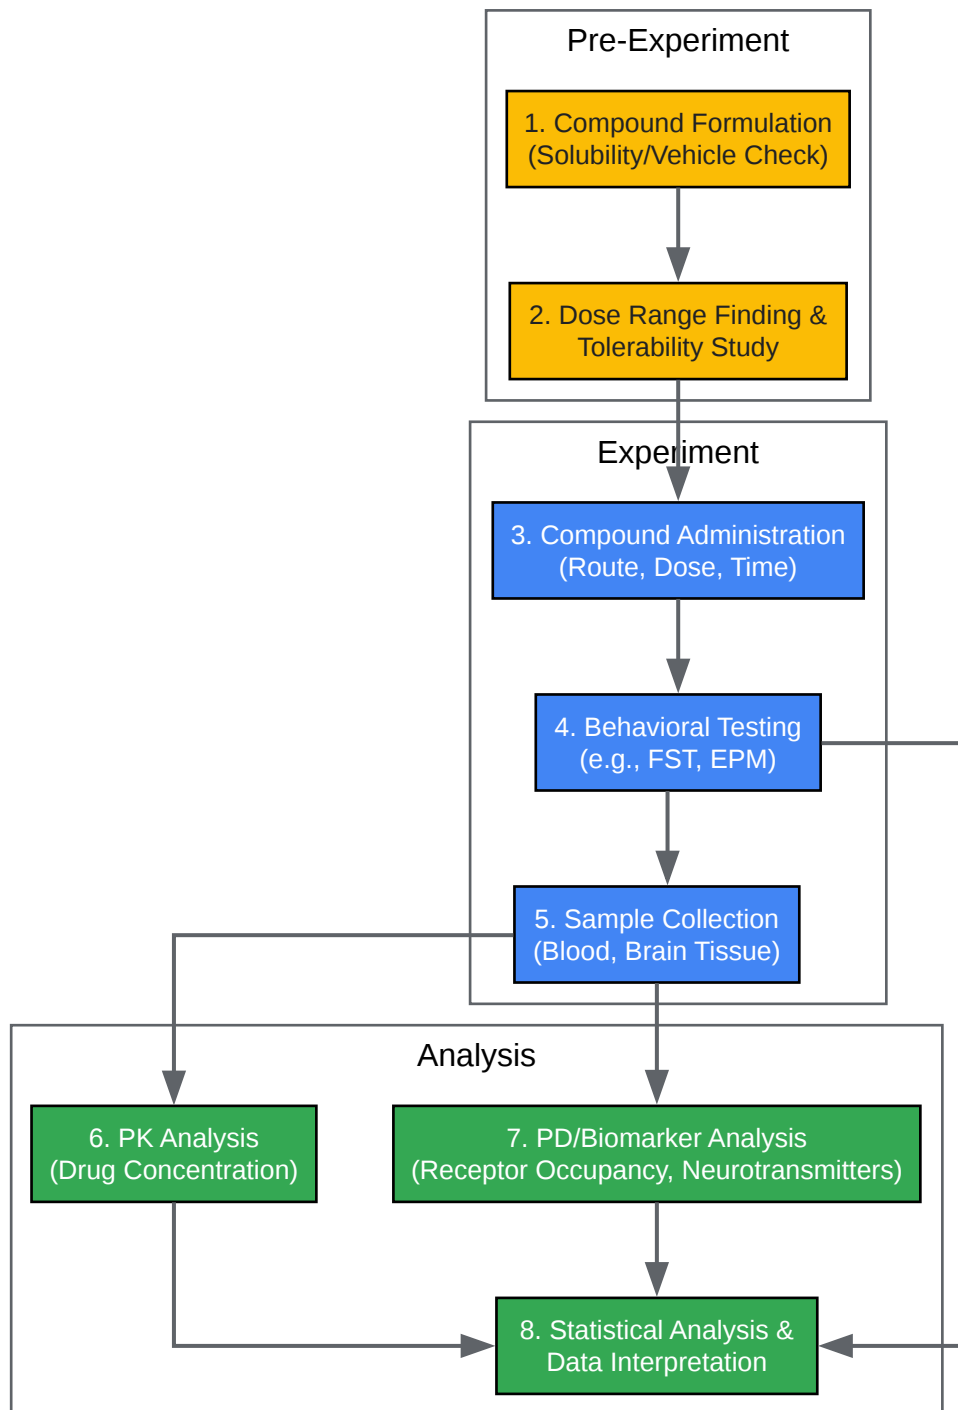 Pre-Experiment
1. Compound Formulation
(Solubility/Vehicle Check)
2. Dose Range Finding &
Tolerability Study
Experiment
3. Compound Administration
(Route, Dose, Time)
4. Behavioral Testing
(e.g., FST, EPM)
5. Sample Collection
(Blood, Brain Tissue)
Analysis
6. PK Analysis
(Drug Concentration)
7. PD/Biomarker Analysis
(Receptor Occupancy, Neurotransmitters)
8. Statistical Analysis &
Data Interpretation